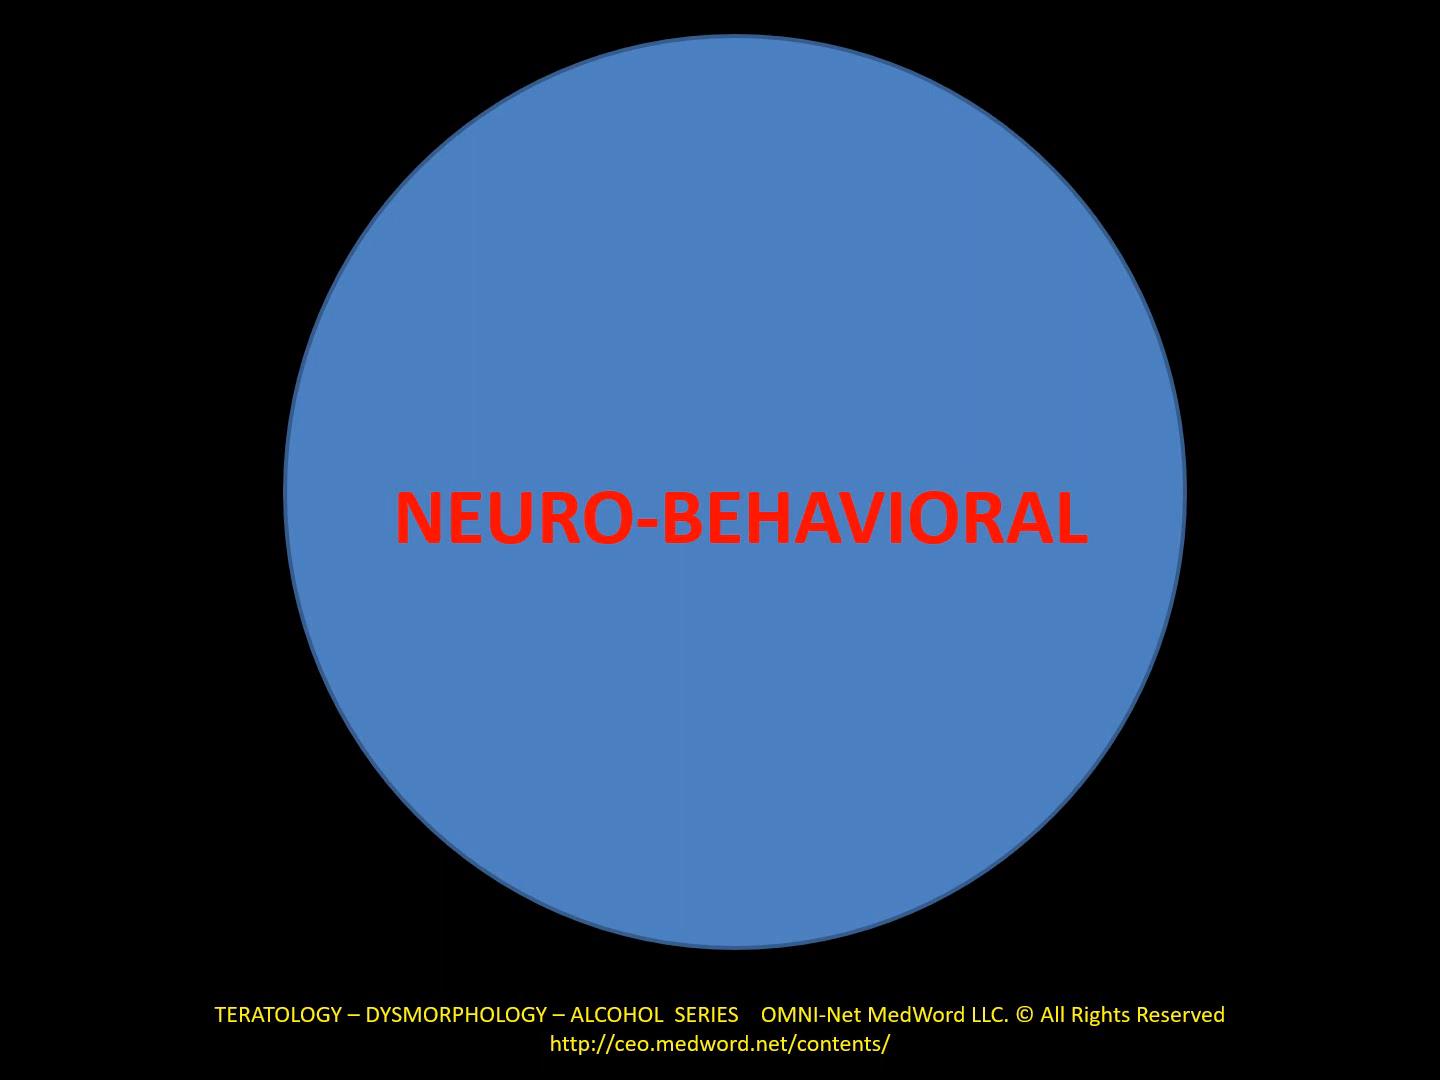 NEURO-BEHAVIORAL
TERATOLOGY – DYSMORPHOLOGY – ALCOHOL SERIES OMNI-Net MedWord LLC. © All Rights Reserved
http://ceo.medword.net/contents/